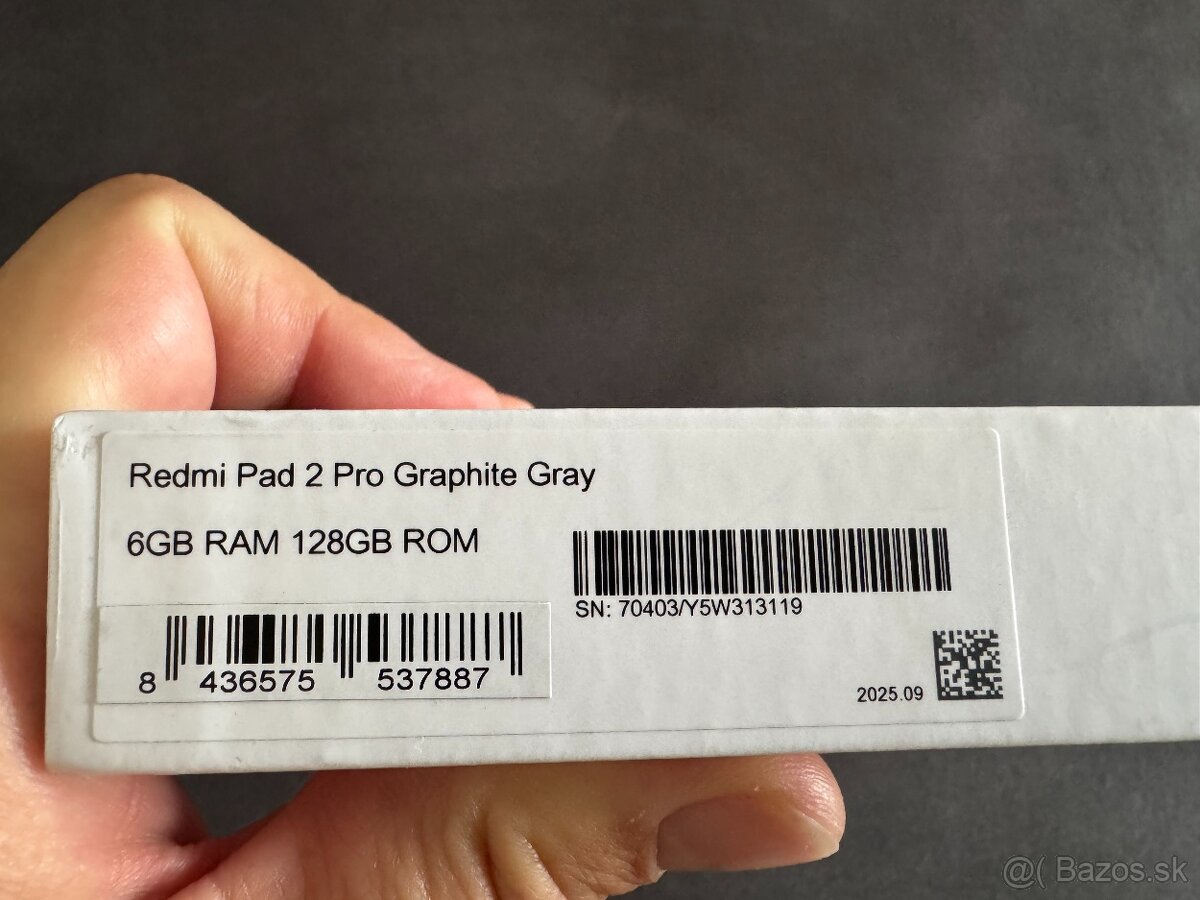 Redmi Pad 2 Pro Graphite Gray
6GB RAM 128GB ROM
SN: 70403/Y5W313119
8 436575 537887
2025.09
@( Bazos.sk